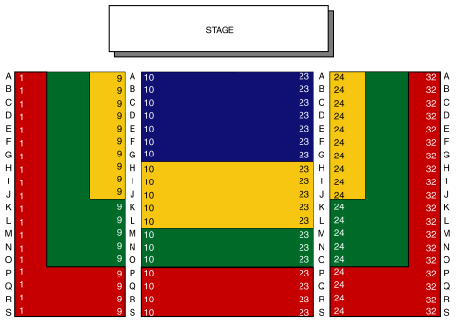 STAGE
A 1 9 A 10 23 A 24 32 A
B 1 9 B 10 23 B 24 32 B
C 1 9 C 10 23 C 24 32 C
D 1 9 D 10 23 D 24 32 D
E 1 9 E 10 23 E 24 32 E
F 1 9 F 10 23 F 24 32 F
G 1 9 G 10 23 G 24 32 G
H 1 9 H 10 23 H 24 32 H
I 1 9 I 10 23 I 24 32 I
J 1 9 J 10 23 J 24 32 J
K 1 9 K 10 23 K 24 32 K
L 1 9 L 10 23 L 24 32 L
M 1 9 M 10 23 M 24 32 M
N 1 9 N 10 23 N 24 32 N
O 1 9 O 10 23 O 24 32 O
P 1 9 P 10 23 P 24 32 P
Q 1 9 Q 10 23 Q 24 32 Q
R 1 9 R 10 23 R 24 32 R
S 1 9 S 10 23 S 24 32 S